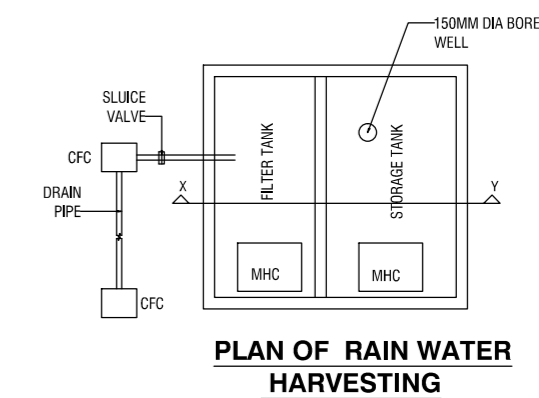 150MM DIA BORE
WELL
SLUICE
VALVE
CFC
DRAIN
PIPE
CFC
FILTER TANK
STORAGE TANK
X
Y
MHC
MHC
PLAN OF RAIN WATER
HARVESTING